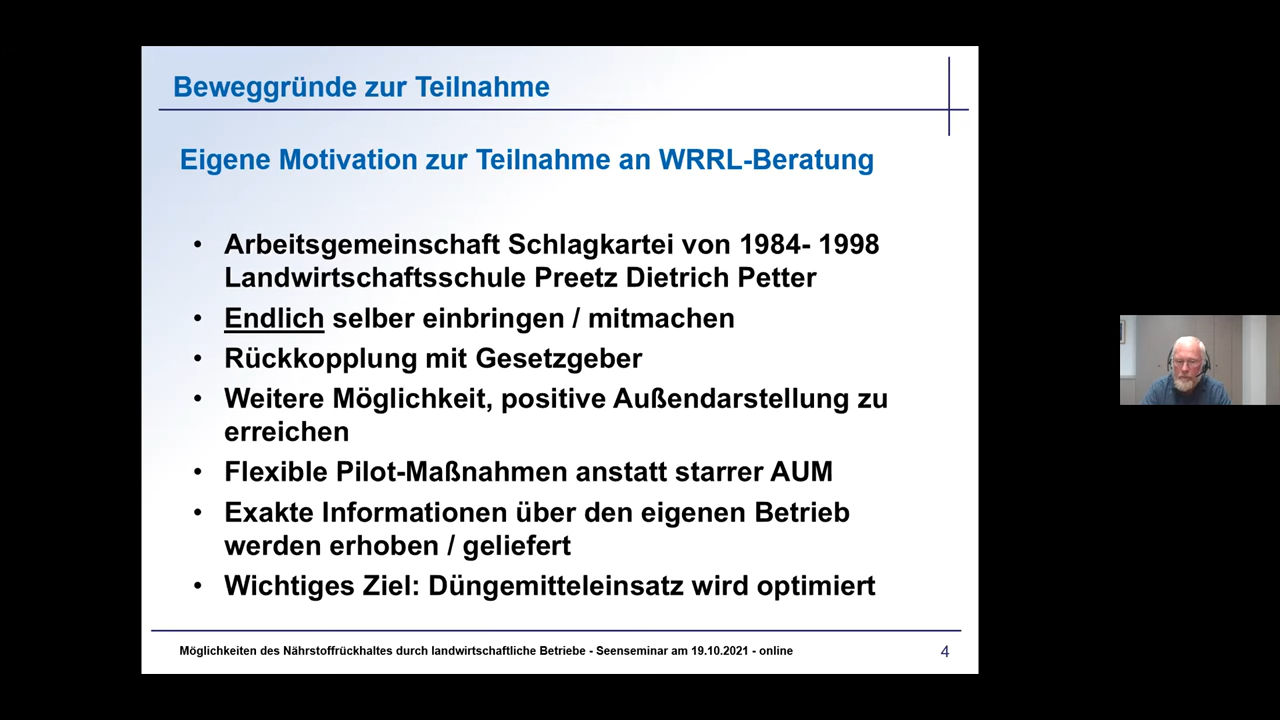 Beweggründe zur Teilnahme
Eigene Motivation zur Teilnahme an WRRL-Beratung
• Arbeitsgemeinschaft Schlagkartei von 1984- 1998
Landwirtschaftsschule Preetz Dietrich Petter
• Endlich selber einbringen / mitmachen
• Rückkopplung mit Gesetzgeber
• Weitere Möglichkeit, positive Außendarstellung zu
erreichen
• Flexible Pilot-Maßnahmen anstatt starrer AUM
• Exakte Informationen über den eigenen Betrieb
werden erhoben / geliefert
• Wichtiges Ziel: Düngemitteleinsatz wird optimiert
Möglichkeiten des Nährstoffrückhaltes durch landwirtschaftliche Betriebe - Seenseminar am 19.10.2021 - online
4